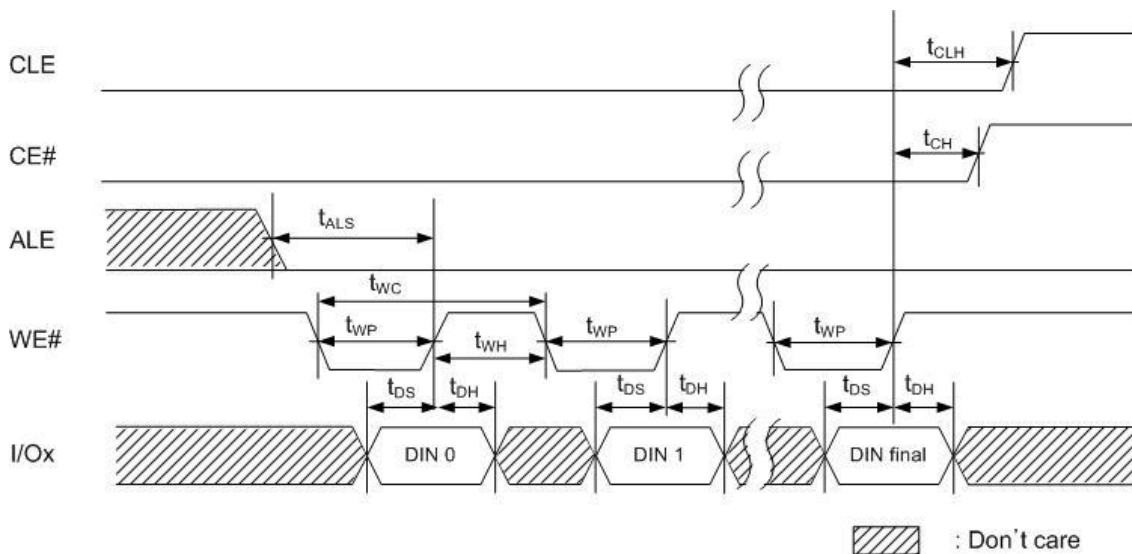 CLE
tCLH
CE#
tCH
ALE
tALS
tWC
WE#
tWP
tWH
tWP
tWP
tDS
tDH
tDS
tDH
tDS
tDH
I/Ox
DIN 0
DIN 1
DIN final
: Don`t care